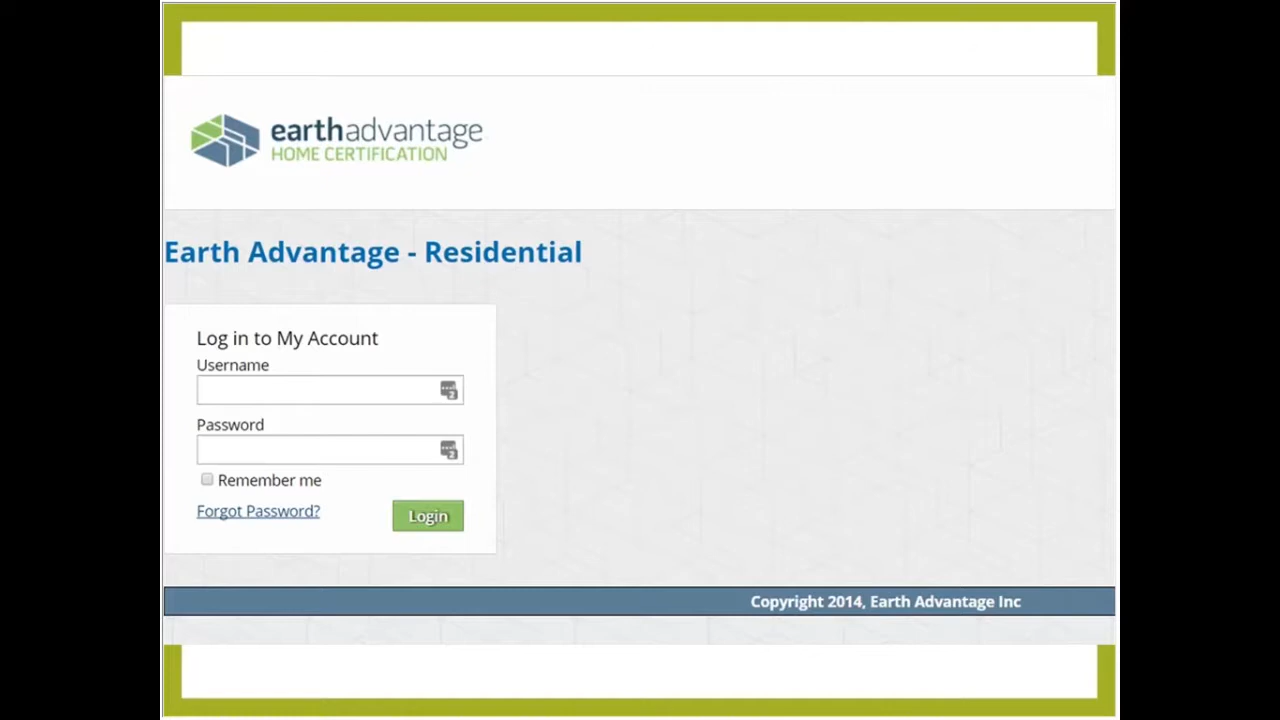 earthadvantage
HOME CERTIFICATION
Earth Advantage - Residential
Log in to My Account
Username
Password
Remember me
Forgot Password?
Login
Copyright 2014, Earth Advantage Inc